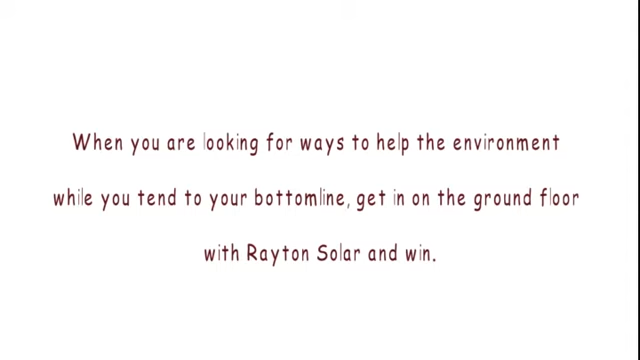 When you are looking for ways to help the environment
while you tend to your bottomline, get in on the ground floor
with Rayton Solar and win.